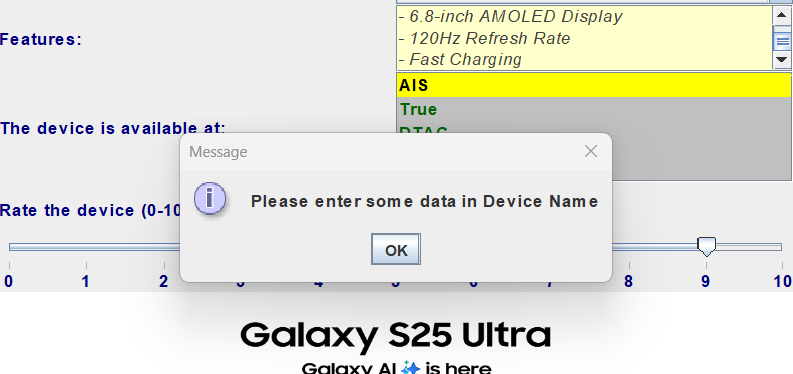 - 6.8-inch AMOLED Display
Features:
- 120Hz Refresh Rate
- Fast Charging
AIS
True
The device is available at:
DTAC
Message
i
Please enter some data in Device Name
Rate the device (0-10
OK
0 1 2 3 4 5 6 7 8 9 10
Galaxy S25 Ultra
Galaxy AI is here